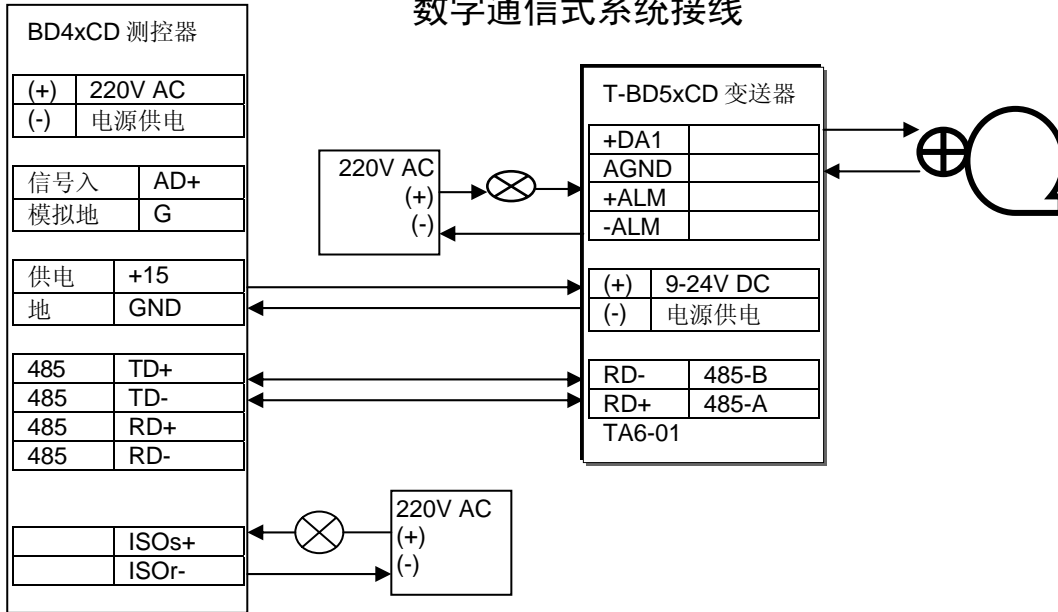 数字通信式系统接线
BD4xCD 测控器
(+) 220V AC
(-) 电源供电
信号入 AD+
模拟地 G
供电 +15
地 GND
485 TD+
485 TD-
485 RD+
485 RD-
ISOs+
ISOr-
220V AC
(+)
(-)
T-BD5xCD 变送器
+DA1
AGND
+ALM
-ALM
(+) 9-24V DC
(-) 电源供电
RD- 485-B
RD+ 485-A
TA6-01
220V AC
(+)
(-)